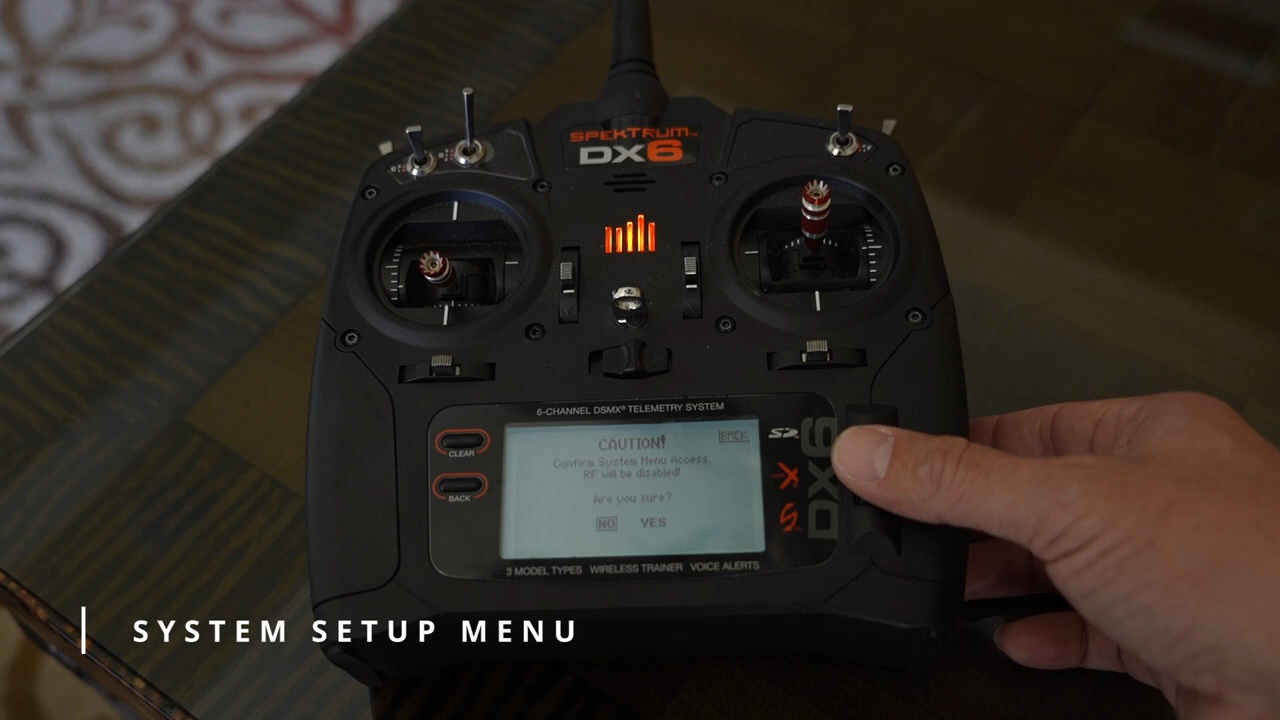 SPEKTRUM
DX6
6-CHANNEL DSMX® TELEMETRY SYSTEM
CLEAR
BACK
CAUTION!
BACK
Confirm System Menu Access.
RF will be disabled!
Are you sure?
NO YES
DX6
3 MODEL TYPES WIRELESS TRAINER VOICE ALERTS
SYSTEM SETUP MENU